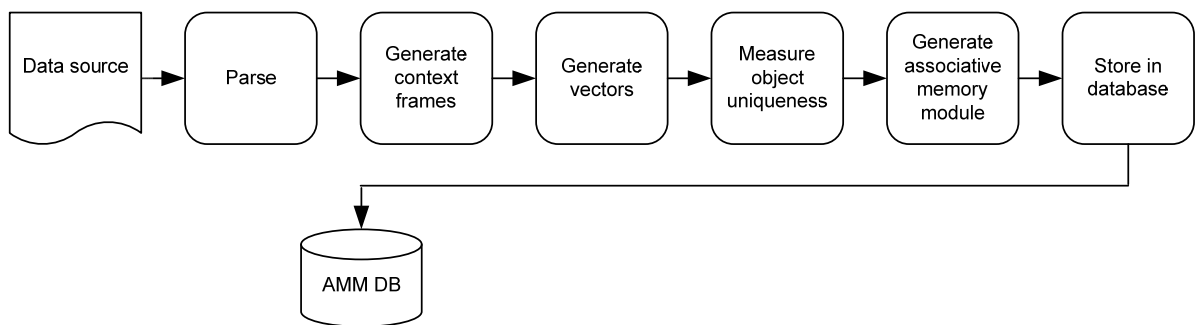 Data source
Parse
Generate
context
frames
Generate
vectors
Measure
object
uniqueness
Generate
associative
memory
module
Store in
database
AMM DB